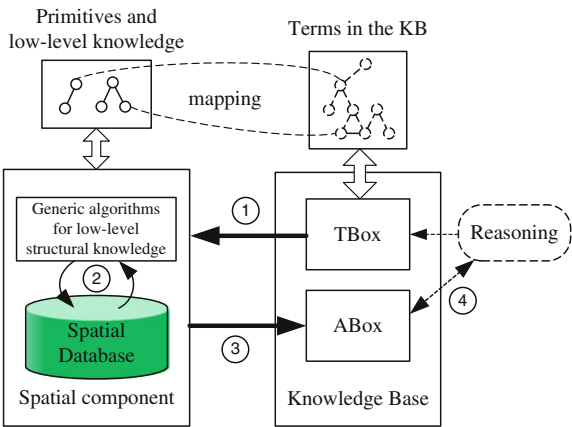 Primitives and
low-level knowledge
Terms in the KB
mapping
Generic algorithms
for low-level
structural knowledge
1
TBox
Reasoning
2
4
ABox
Spatial
Database
3
Spatial component
Knowledge Base